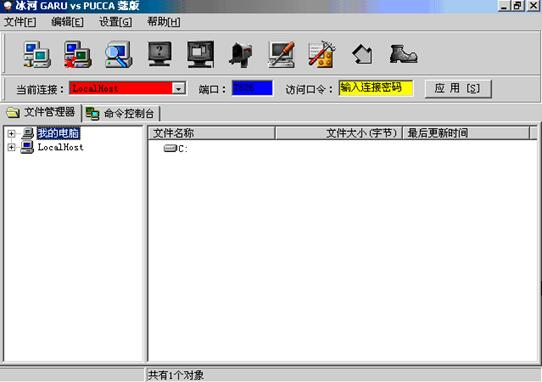 冰河 GARU vs PUCCA 蕴版
文件[F] 编辑[E] 设置[G] 帮助[H]
当前连接： LocalHost 端口： 7626 访问口令： 输入连接密码 应用 [S]
文件管理器 命令控制台
我的电脑 文件名称 文件大小(字节) 最后更新时间
LocalHost C:
共有1个对象